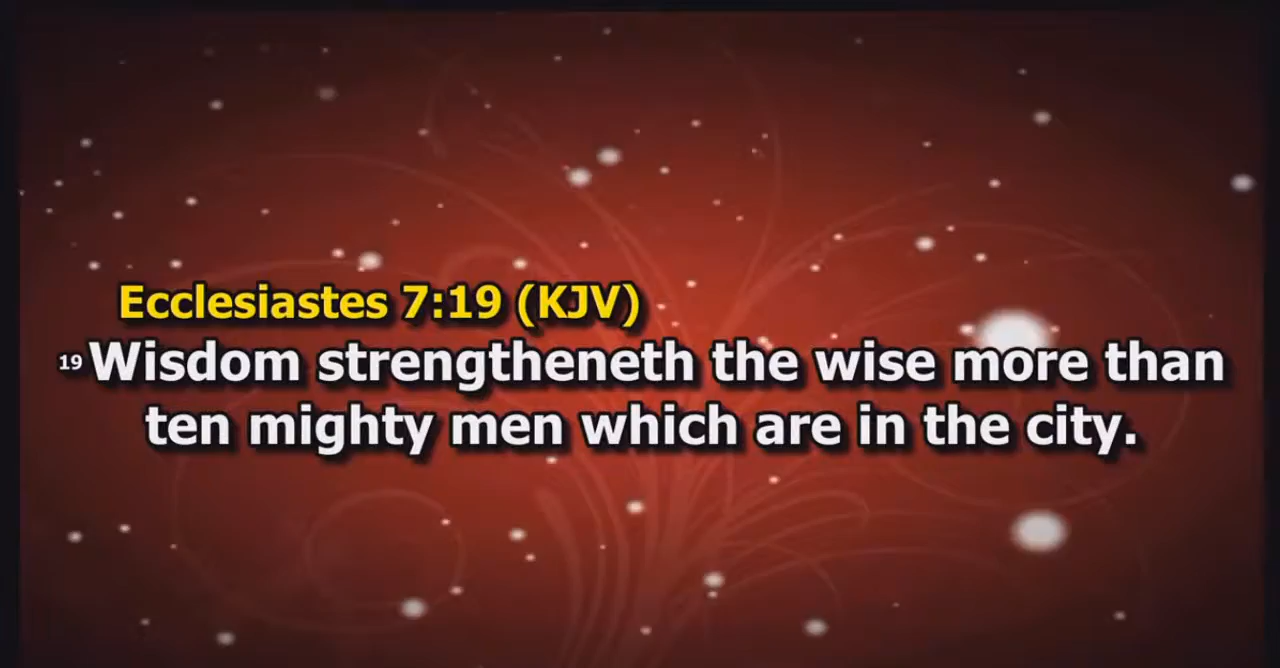 Ecclesiastes 7:19 (KJV)
19 Wisdom strengtheneth the wise more than
ten mighty men which are in the city.